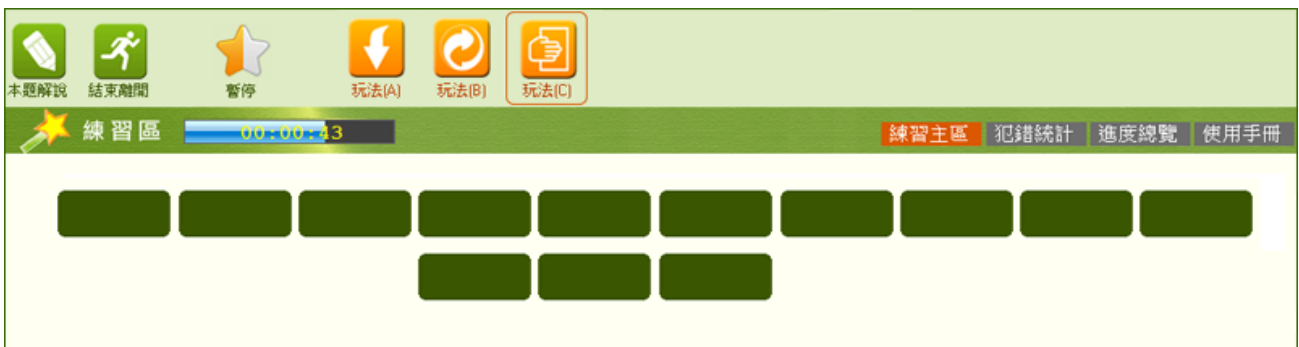 本題解說 結束離開 暫停 玩法(A) 玩法(B) 玩法(C)
練習區 00:00:43 練習主區 犯錯統計 進度總覽 使用手冊